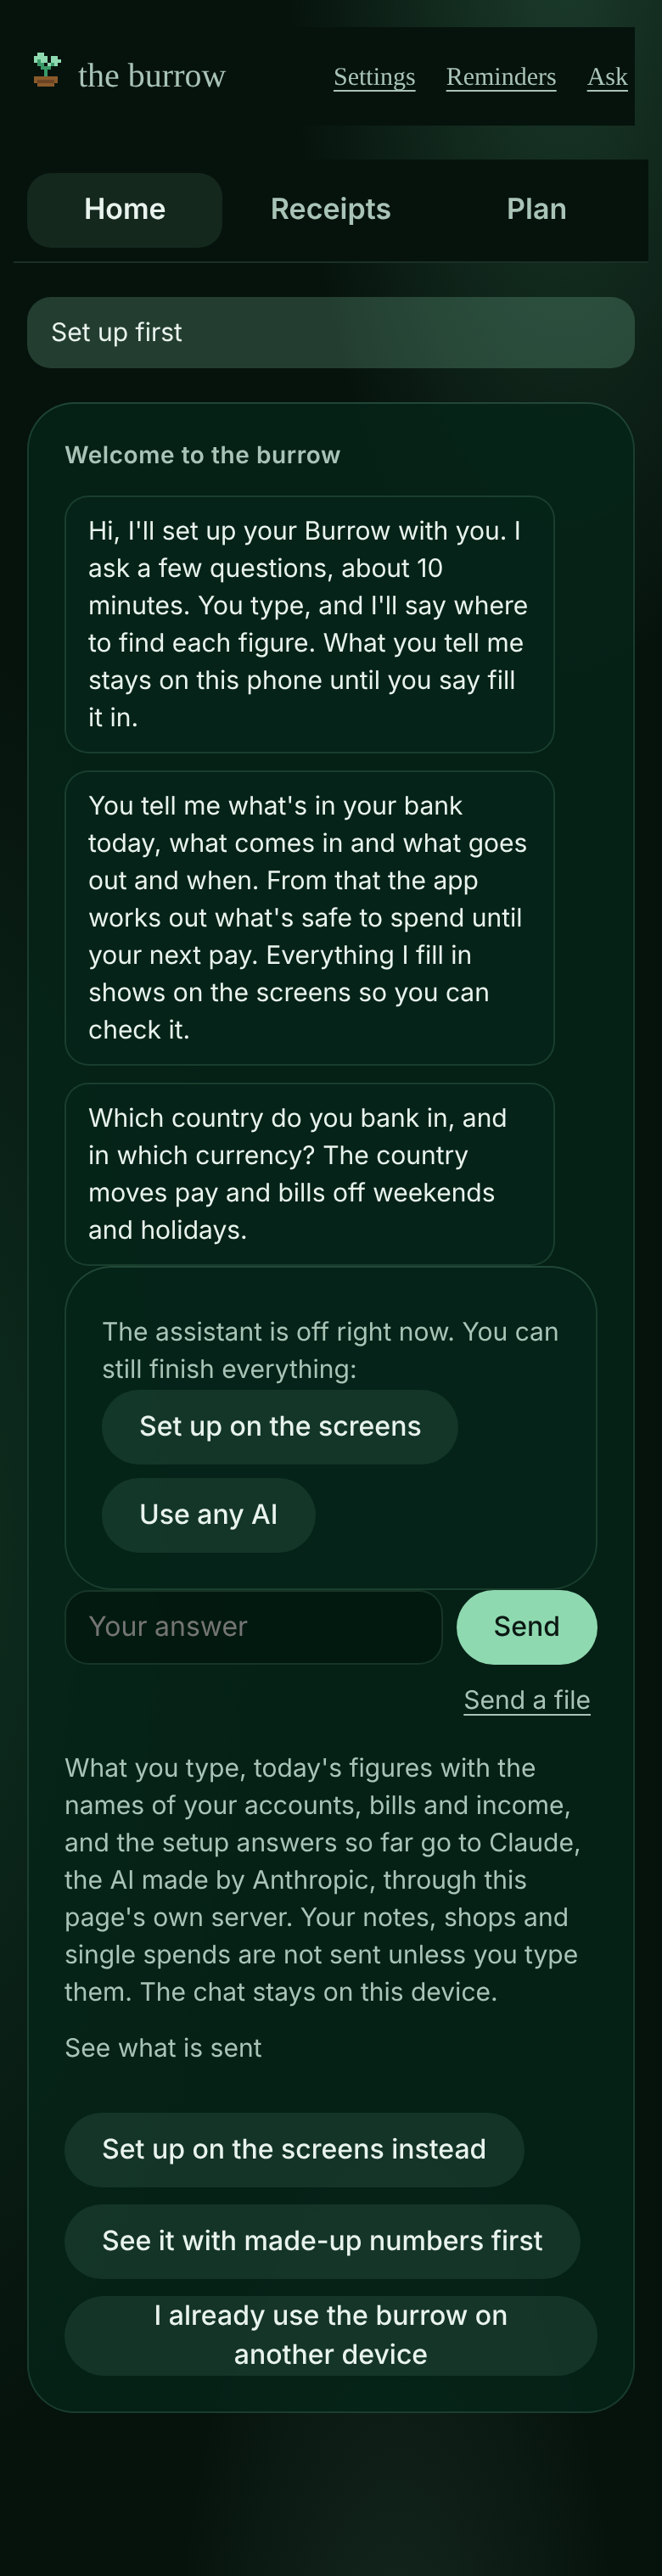 the burrow
Settings
Reminders
Ask
Home
Receipts
Plan
Set up first
Welcome to the burrow
Hi, I'll set up your Burrow with you. I
ask a few questions, about 10
minutes. You type, and I'll say where
to find each figure. What you tell me
stays on this phone until you say fill
it in.
You tell me what's in your bank
today, what comes in and what goes
out and when. From that the app
works out what's safe to spend until
your next pay. Everything I fill in
shows on the screens so you can
check it.
Which country do you bank in, and
in which currency? The country
moves pay and bills off weekends
and holidays.
The assistant is off right now. You can
still finish everything:
Set up on the screens
Use any AI
Your answer
Send
Send a file
What you type, today's figures with the
names of your accounts, bills and income,
and the setup answers so far go to Claude,
the AI made by Anthropic, through this
page's own server. Your notes, shops and
single spends are not sent unless you type
them. The chat stays on this device.
See what is sent
Set up on the screens instead
See it with made-up numbers first
I already use the burrow on
another device